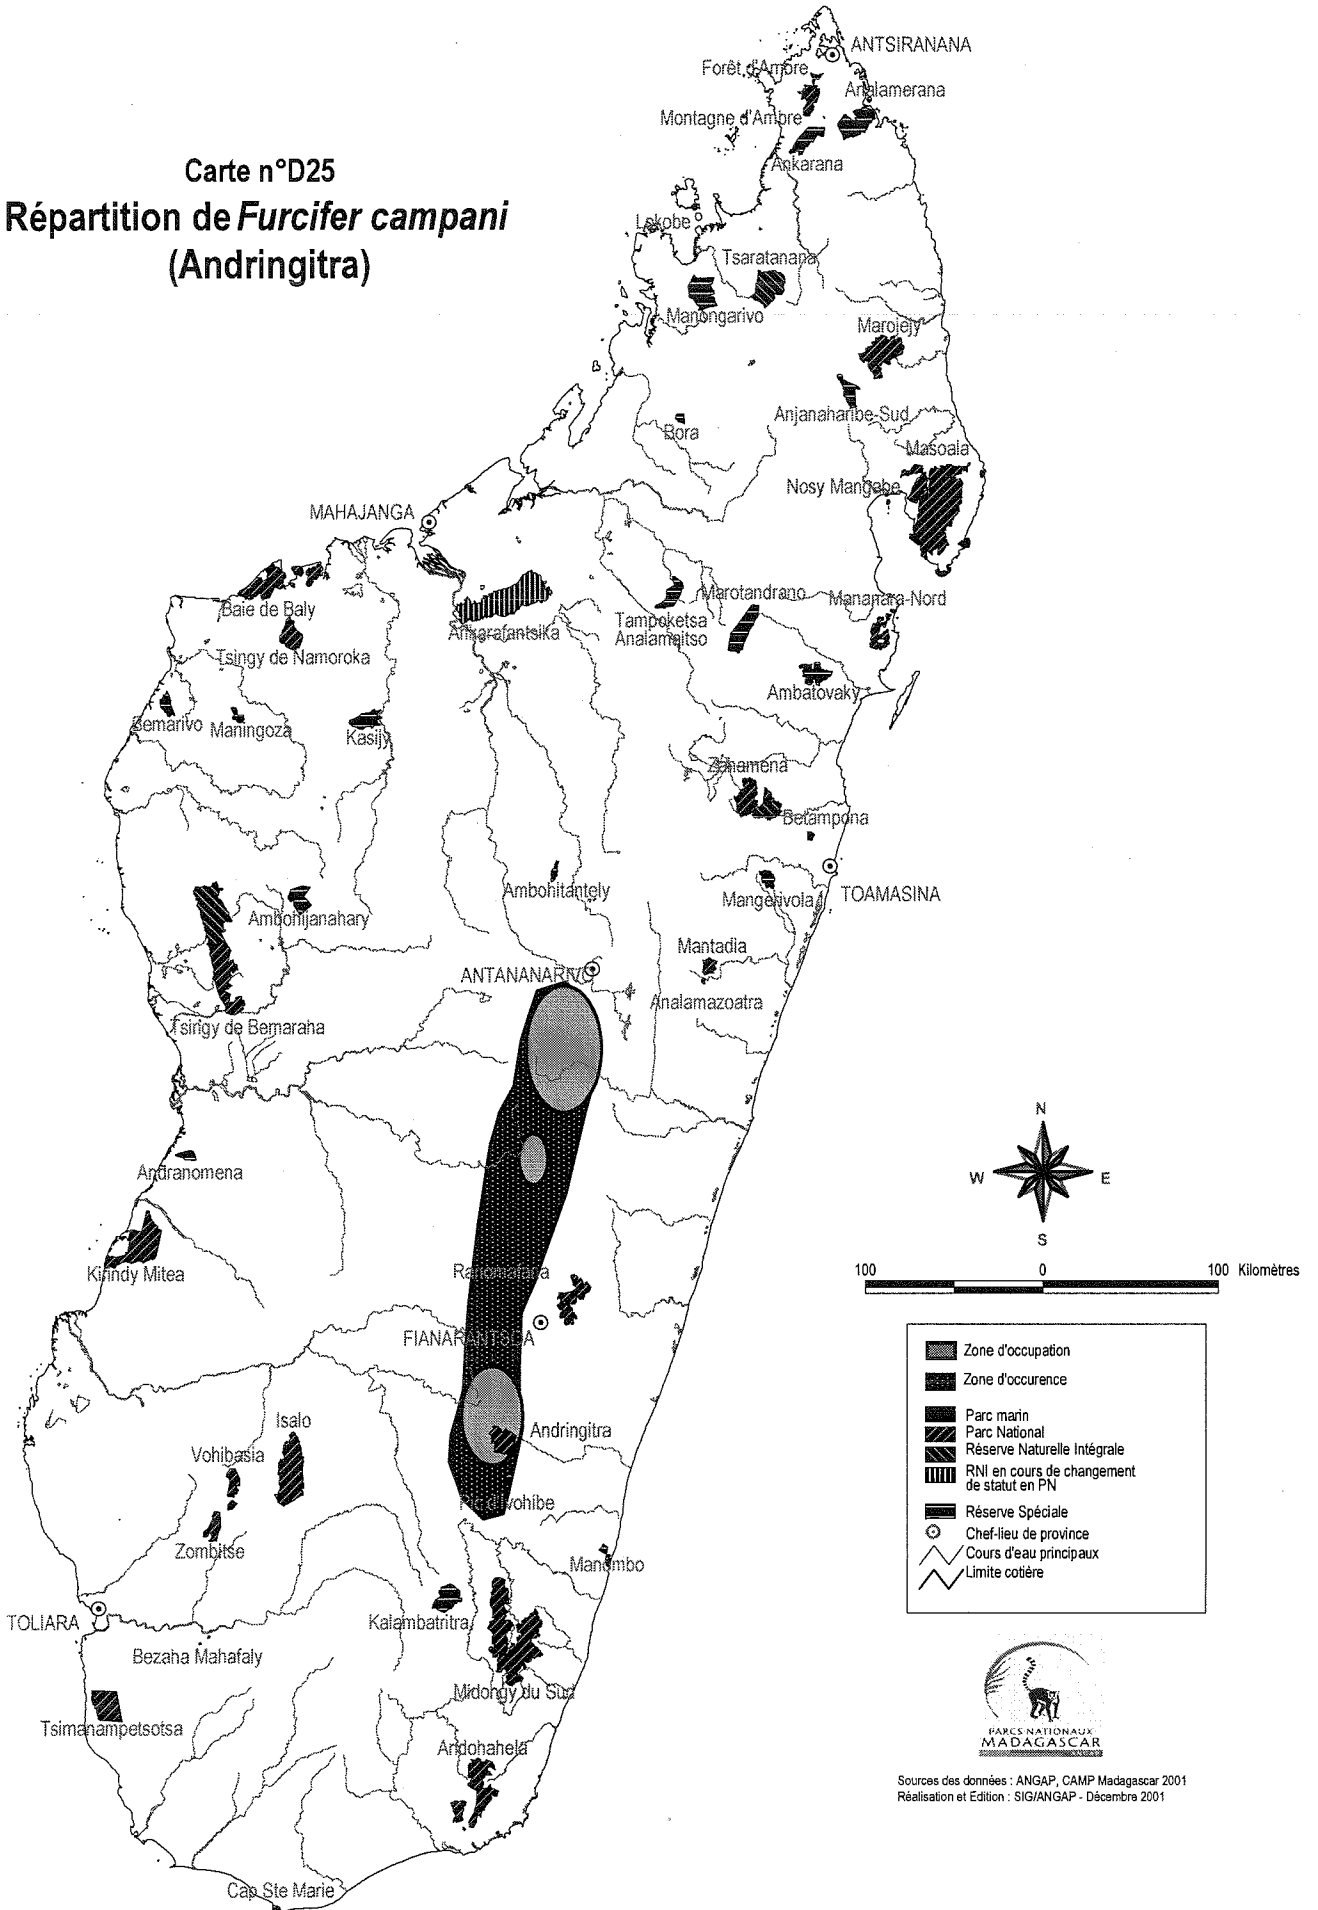 Carte n°D25
Répartition de Furcifer campani
(Andringitra)
ANTSIRANANA
Forêt d'Ambre
Analamerana
Montagne d'Ambre
Ankarana
Lokobe
Tsaratanana
Manongarivo
Marojejy
Anjanaharibe-Sud
Bora
Masoala
Nosy Mangabe
MAHAJANGA
Baie de Baly
Ankarafantsika
Tampoketsa
Analamaitso
Marotandrano
Mananara-Nord
Tsingy de Namoroka
Ambatovaky
Bemarivo
Maningoza
Kasijy
Zahamena
Betampona
Ambohitantely
Mangerivola
TOAMASINA
Ambohijanahary
Mantadia
ANTANANARIVO
Analamazoatra
Tsingy de Bemaraha
Andranomena
Kirindy Mitea
Ranomafana
FIANARANTSOA
Isalo
Andringitra
Vohibasia
Pic d'Ivohibe
Zombitse
Manombo
TOLIARA
Kalambatritra
Bezaha Mahafaly
Midongy du Sud
Tsimanampetsotsa
Andohahela
Cap Ste Marie
N
W
E
S
100
0
100 Kilomètres
Zone d'occupation
Zone d'occurence
Parc marin
Parc National
Réserve Naturelle Intégrale
RNI en cours de changement
de statut en PN
Réserve Spéciale
Chef-lieu de province
Cours d'eau principaux
Limite cotière
PARCS NATIONAUX
MADAGASCAR
Sources des données : ANGAP, CAMP Madagascar 2001
Réalisation et Edition : SIG/ANGAP - Décembre 2001